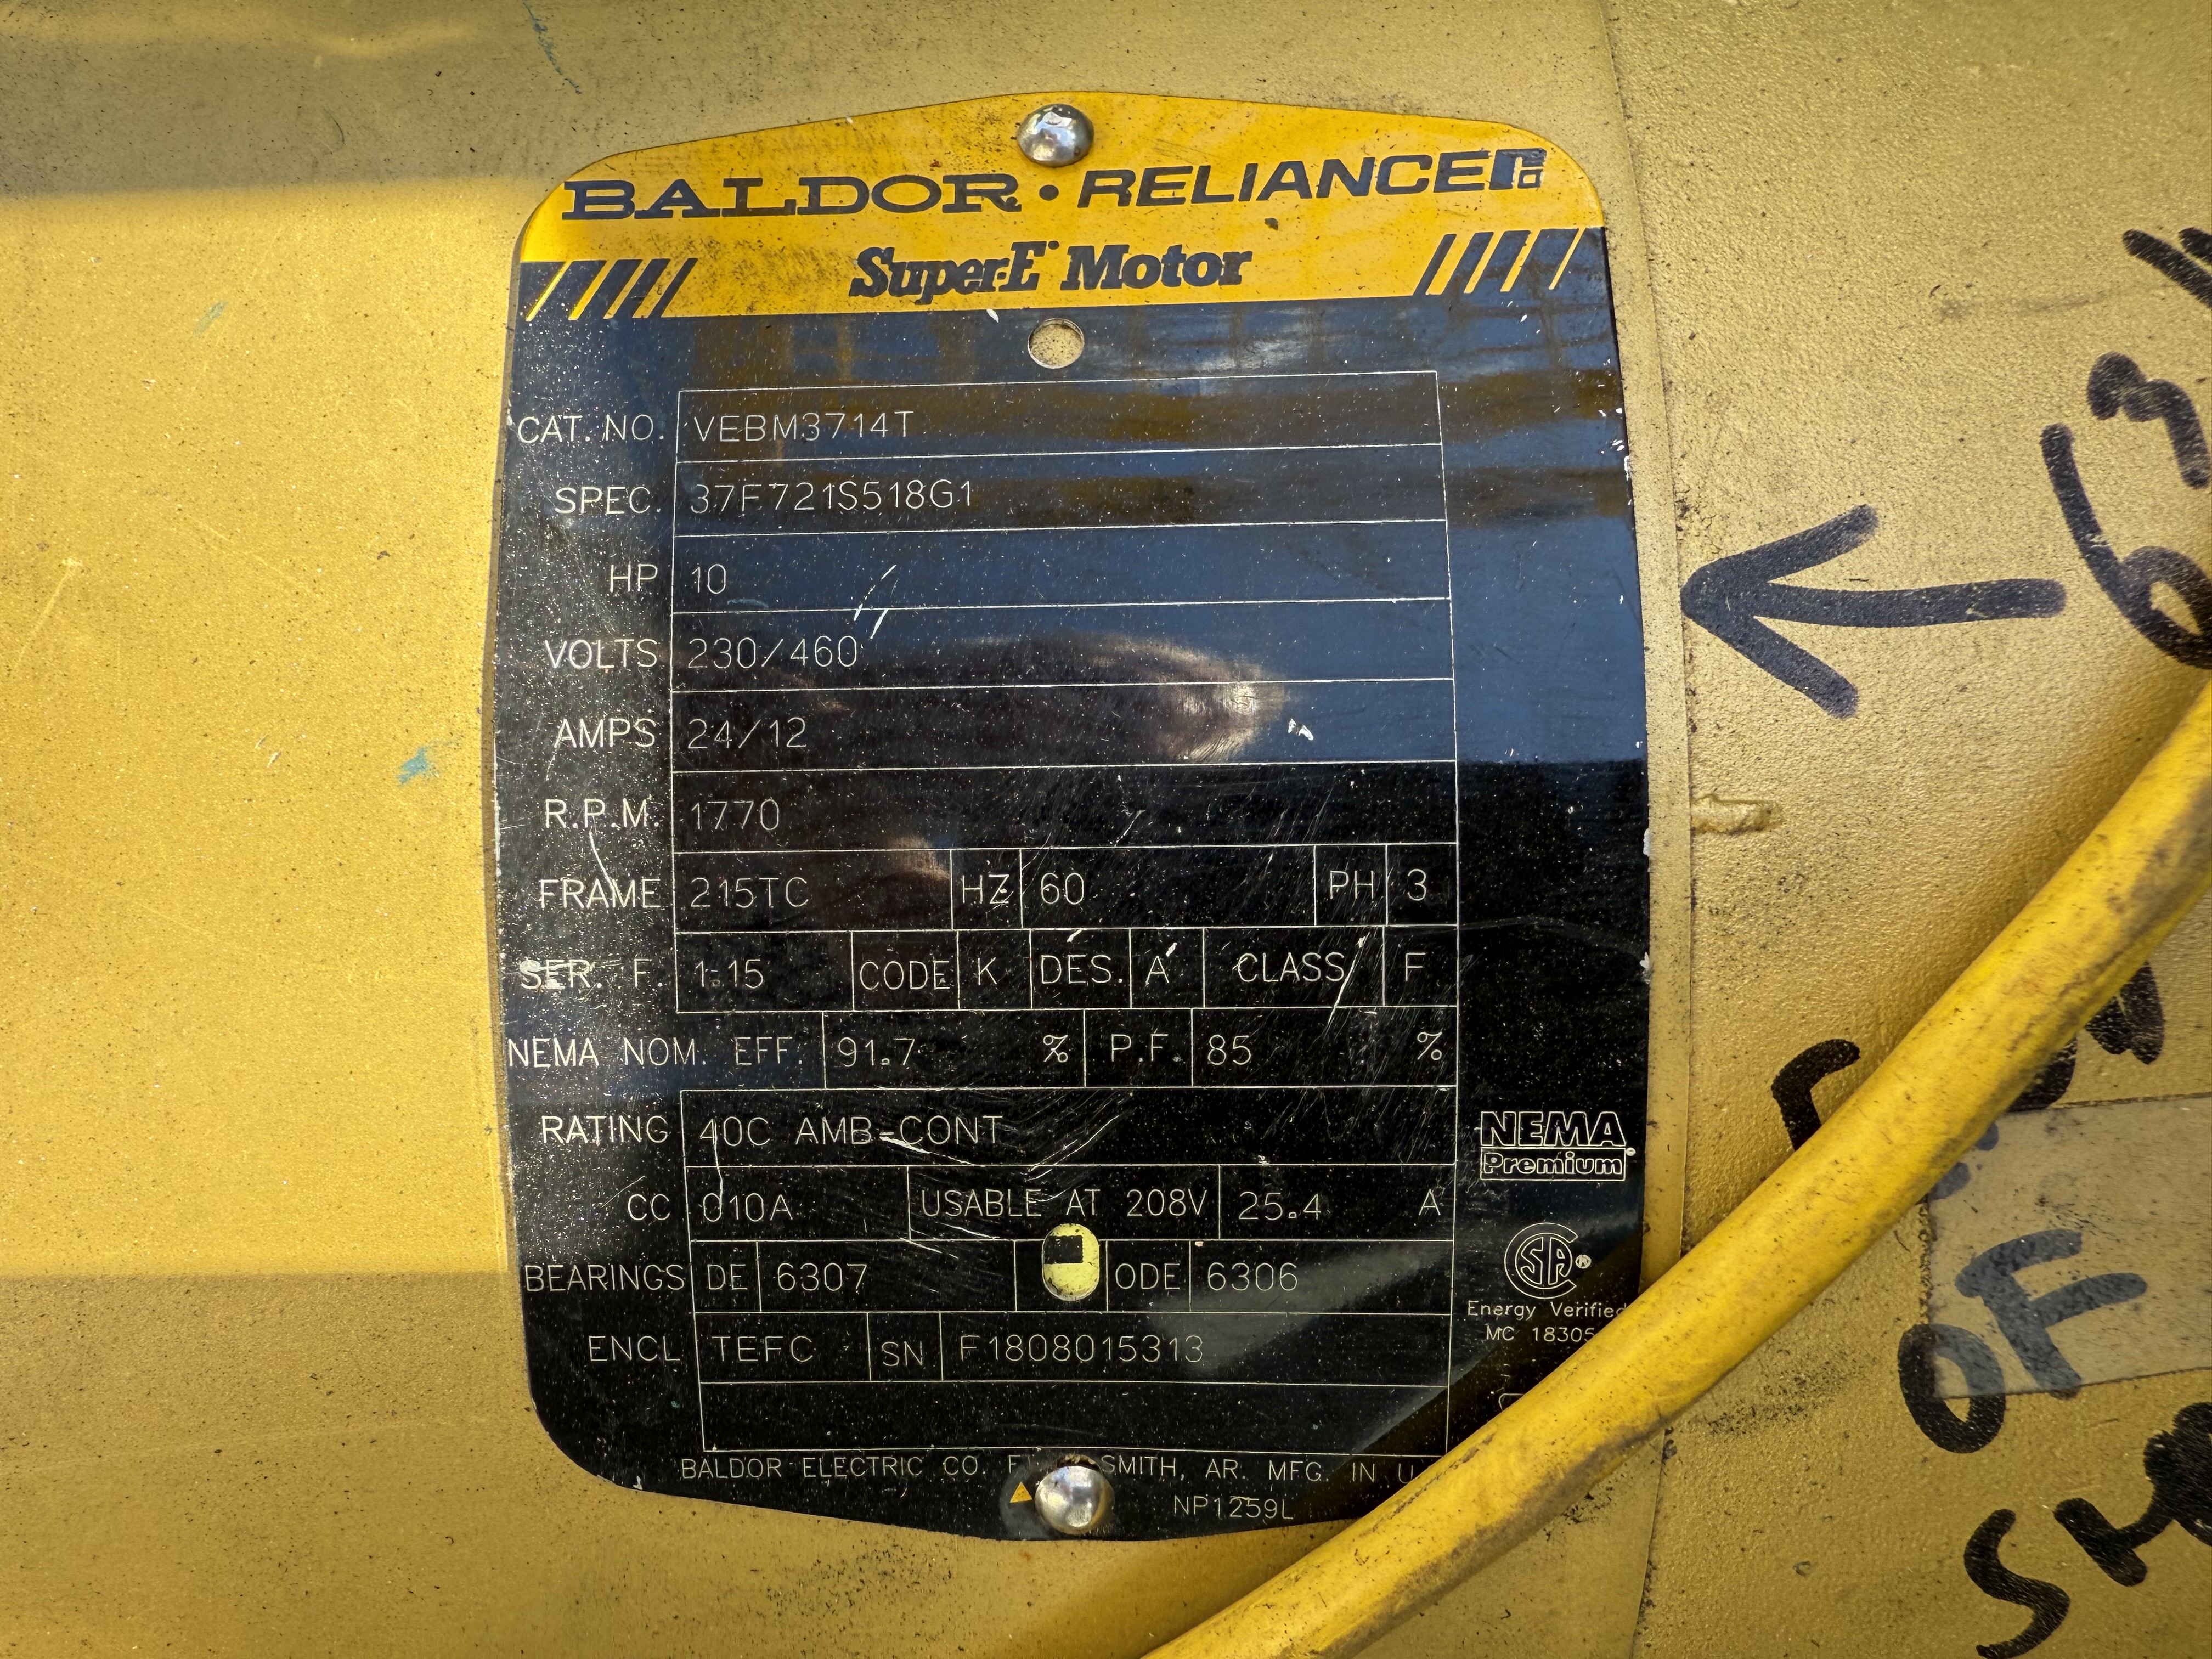 BALDOR • RELIANCE
Super-E Motor
CAT. NO. VEBM3714T
SPEC. 37F721S518G1
HP 10
VOLTS 230/460
AMPS 24/12
R.P.M. 1770
FRAME 215TC HZ 60 PH 3
SER. F. 1.15 CODE K DES. A CLASS F
NEMA NOM. EFF. 91.7 % P.F. 85 %
RATING 40C AMB-CONT
NEMA
Premium
CC 010A USABLE AT 208V 25.4 A
BEARINGS DE 6307 ODE 6306
SA
Energy Verified
MC 18305
ENCL TEFC SN F1808015313
BALDOR ELECTRIC CO. SMITH, AR. MFG. IN
NP1259L
OF